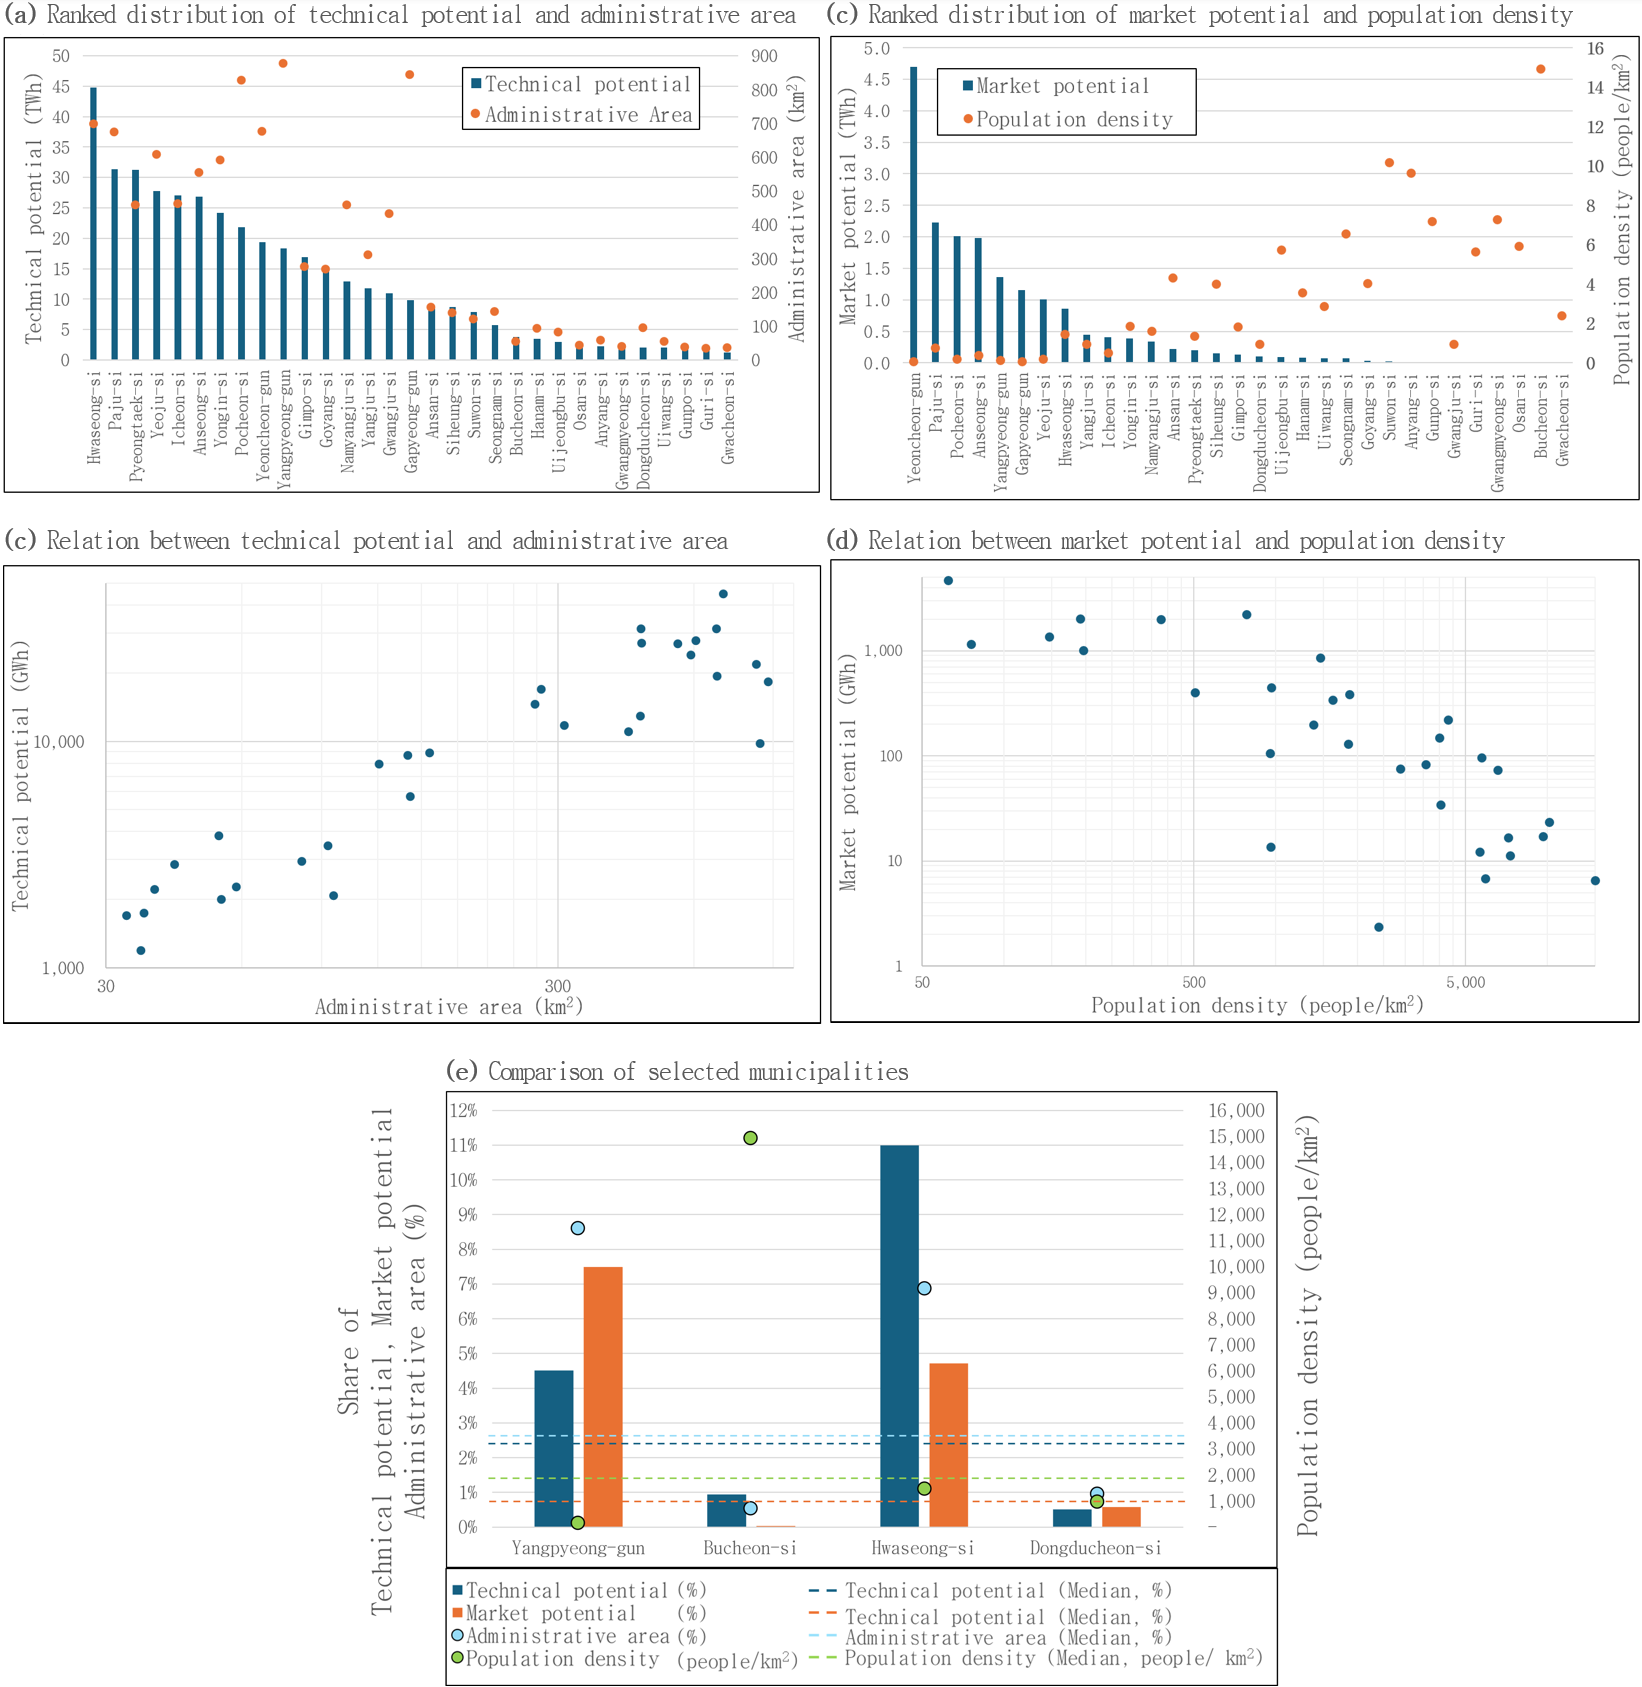 (a) Ranked distribution of technical potential and administrative area
Technical potential (TWh)
50
45
40
35
30
25
20
15
10
5
0
Technical potential
Administrative Area
900
800
700
600
500
400
300
200
100
0
Administrative area (km²)
Hwaseong-si
Paju-si
Pyeongtaek-si
Yeoju-si
Icheon-si
Anseong-si
Yongin-si
Pocheon-si
Yeoncheon-gun
Yangpyeong-gun
Gimpo-si
Goyang-si
Namyangju-si
Yangju-si
Gwangju-si
Gapyeong-gun
Ansan-si
Siheung-si
Suwon-si
Seongnam-si
Bucheon-si
Hanam-si
Uijeongbu-si
Osan-si
Anyang-si
Gwangmyeong-si
Dongducheon-si
Uiwang-si
Gunpo-si
Guri-si
Gwacheon-si
(c) Ranked distribution of market potential and population density
Market potential (TWh)
5.0
4.5
4.0
3.5
3.0
2.5
2.0
1.5
1.0
0.5
0.0
Market potential
Population density
16
14
12
10
8
6
4
2
0
Population density (people/km²)
Yeoncheon-gun
Paju-si
Pocheon-si
Anseong-si
Yangpyeong-gun
Gapyeong-gun
Yeoju-si
Hwaseong-si
Yangju-si
Icheon-si
Yongin-si
Namyangju-si
Ansan-si
Pyeongtaek-si
Siheung-si
Gimpo-si
Dongducheon-si
Uijeongbu-si
Hanam-si
Uiwang-si
Seongnam-si
Goyang-si
Suwon-si
Anyang-si
Gunpo-si
Gwangju-si
Guri-si
Gwangmyeong-si
Osan-si
Bucheon-si
Gwacheon-si
(c) Relation between technical potential and administrative area
Technical potential (GWh)
10,000
1,000
30
300
Administrative area (km²)
(d) Relation between market potential and population density
Market potential (GWh)
1,000
100
10
1
50
500
5,000
Population density (people/km²)
(e) Comparison of selected municipalities
Share of
Technical potential, Market potential
Administrative area (%)
12%
11%
10%
9%
8%
7%
6%
5%
4%
3%
2%
1%
0%
16,000
15,000
14,000
13,000
12,000
11,000
10,000
9,000
8,000
7,000
6,000
5,000
4,000
3,000
2,000
1,000
–
Population density (people/km²)
Yangpyeong-gun
Bucheon-si
Hwaseong-si
Dongducheon-si
Technical potential (%)
Market potential (%)
Administrative area (%)
Population density (people/km²)
Technical potential (Median, %)
Technical potential (Median, %)
Administrative area (Median, %)
Population density (Median, people/ km²)